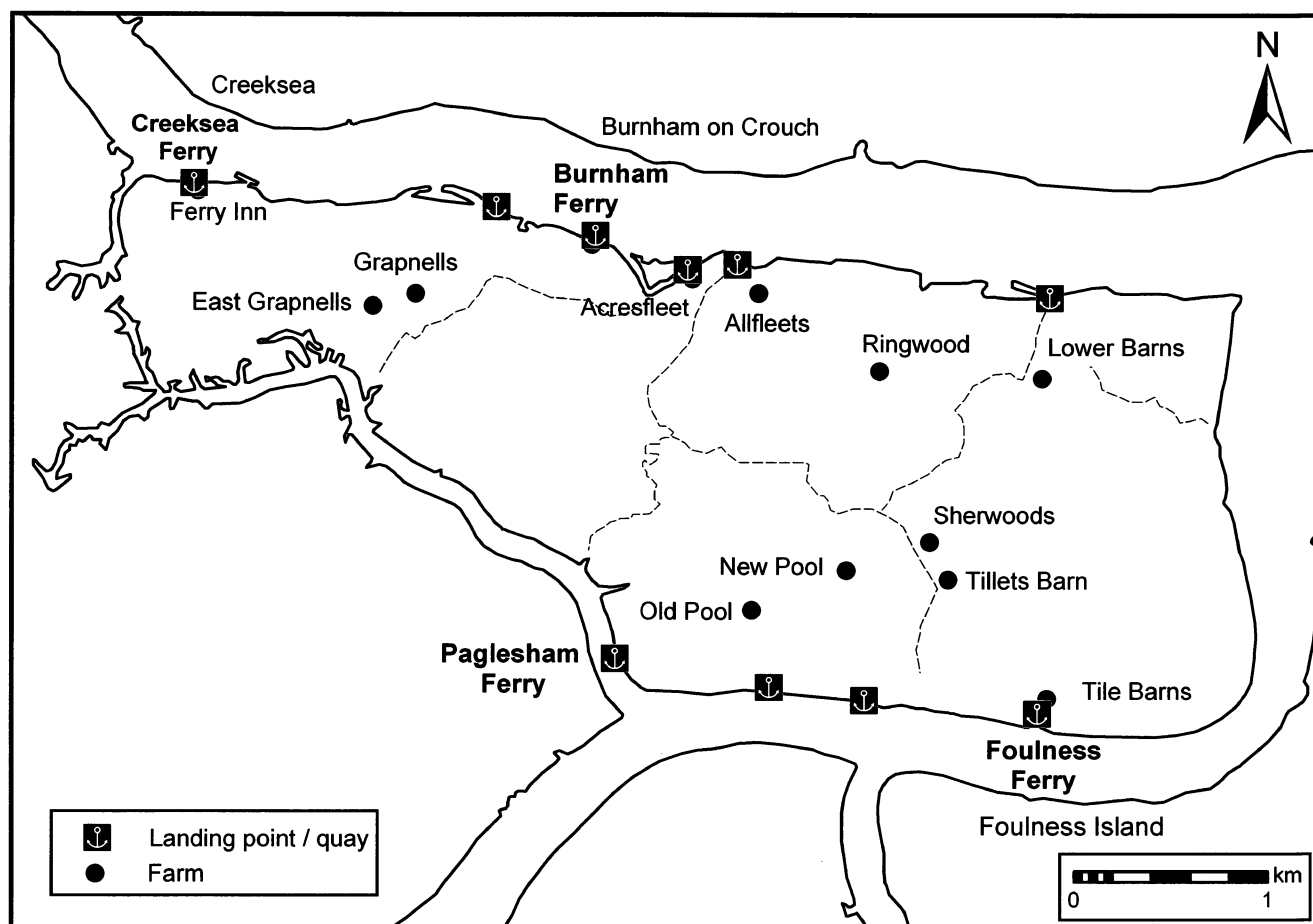 N
Creeksea
Burnham on Crouch
Creeksea
Ferry
Burnham
Ferry
Ferry Inn
Grapnells
East Grapnells
Acresfleet
Allfleets
Ringwood
Lower Barns
Sherwoods
New Pool
Tillets Barn
Old Pool
Paglesham
Ferry
Tile Barns
Foulness
Ferry
Foulness Island
Landing point / quay
Farm
km
0 1